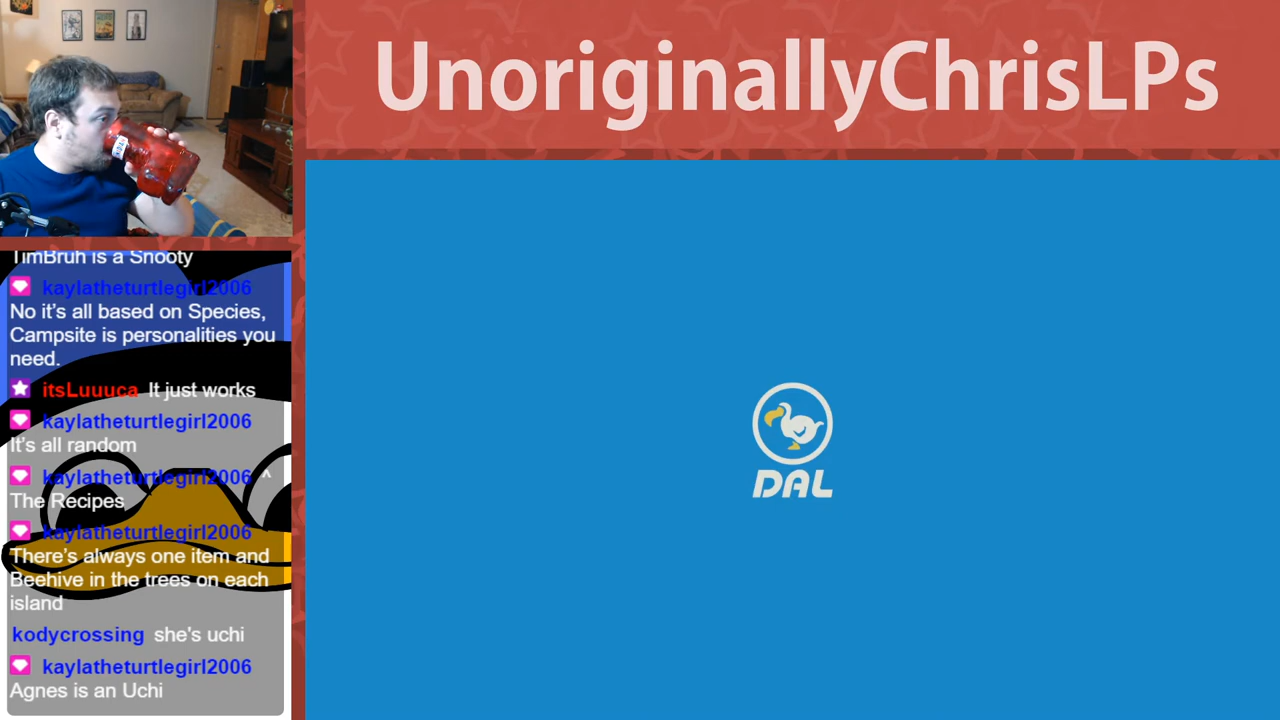 UnoriginallyChrisLPs
TimBruh is a Snooty
kaylatheturtlegirl2006
No it's all based on Species,
Campsite is personalities you
need.
itsLuuuca It just works
kaylatheturtlegirl2006
It's all random
kaylatheturtlegirl2006 ^
The Recipes
kaylatheturtlegirl2006
There's always one item and
Beehive in the trees on each
island
kodycrossing she's uchi
kaylatheturtlegirl2006
Agnes is an Uchi
DAL